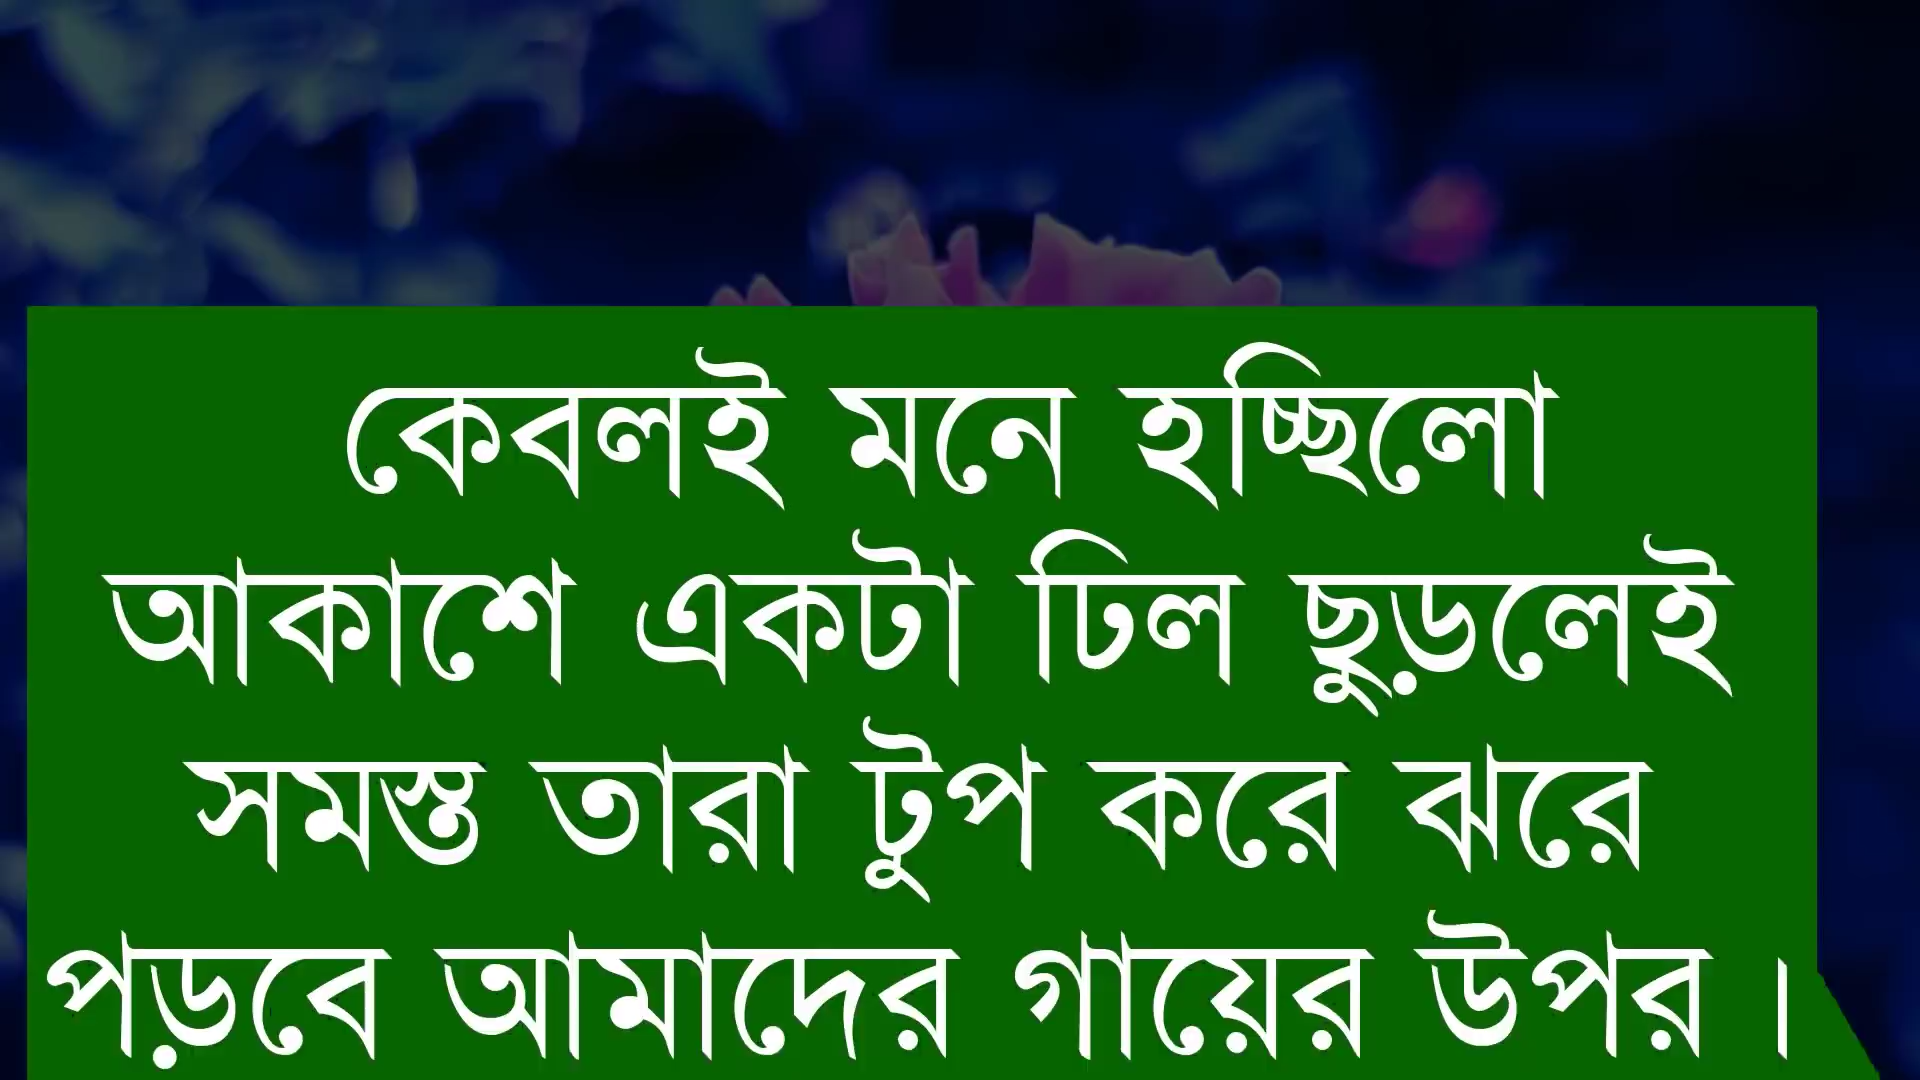 কেবলই মনে হচ্ছিলো
আকাশে একটা ঢিল ছুড়লেই
সমস্ত তারা টুপ করে ঝরে
পড়বে আমাদের গায়ের উপর ।